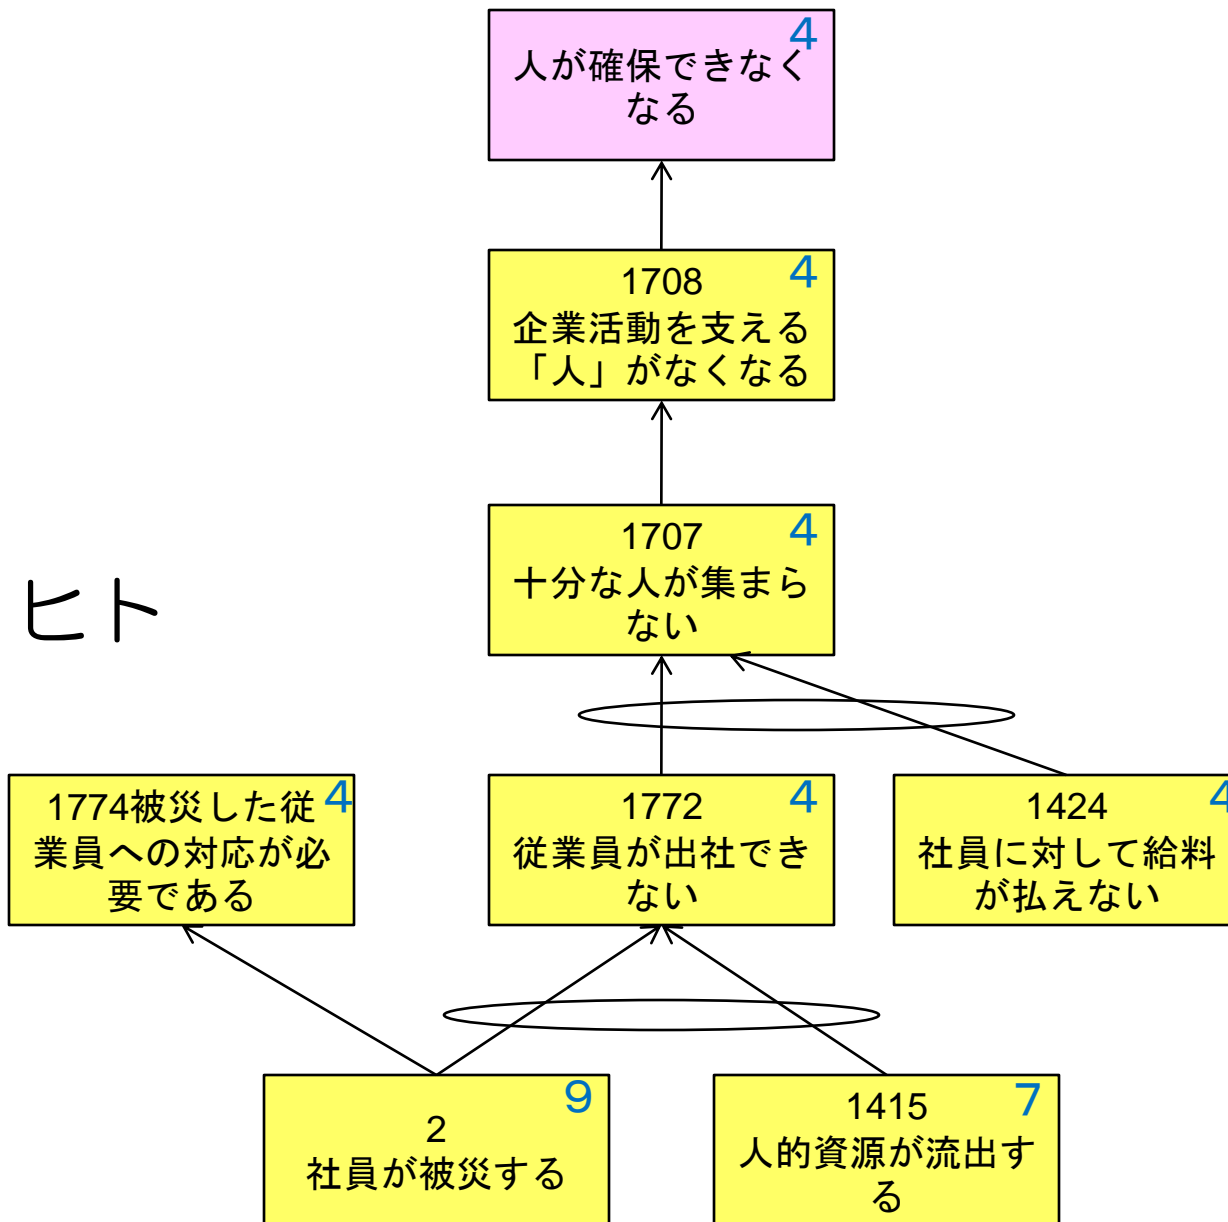 4
人が確保できなく
なる
1708
4
企業活動を支える
「人」がなくなる
1707
4
十分な人が集まら
ない
ヒト
1774被災した従
4
業員への対応が必
要である
1772
4
従業員が出社でき
ない
1424
4
社員に対して給料
が払えない
9
2
社員が被災する
1415
7
人的資源が流出す
る